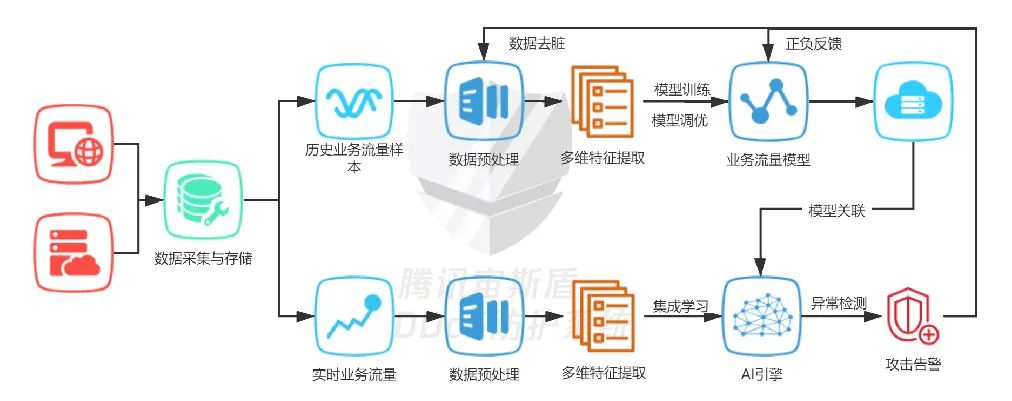 数据去脏
正负反馈
模型训练
模型调优
历史业务流量样
本
数据预处理
多维特征提取
业务流量模型
模型关联
数据采集与存储
腾讯宙斯盾
DDoS防护系统
集成学习
异常检测
实时业务流量
数据预处理
多维特征提取
AI引擎
攻击告警